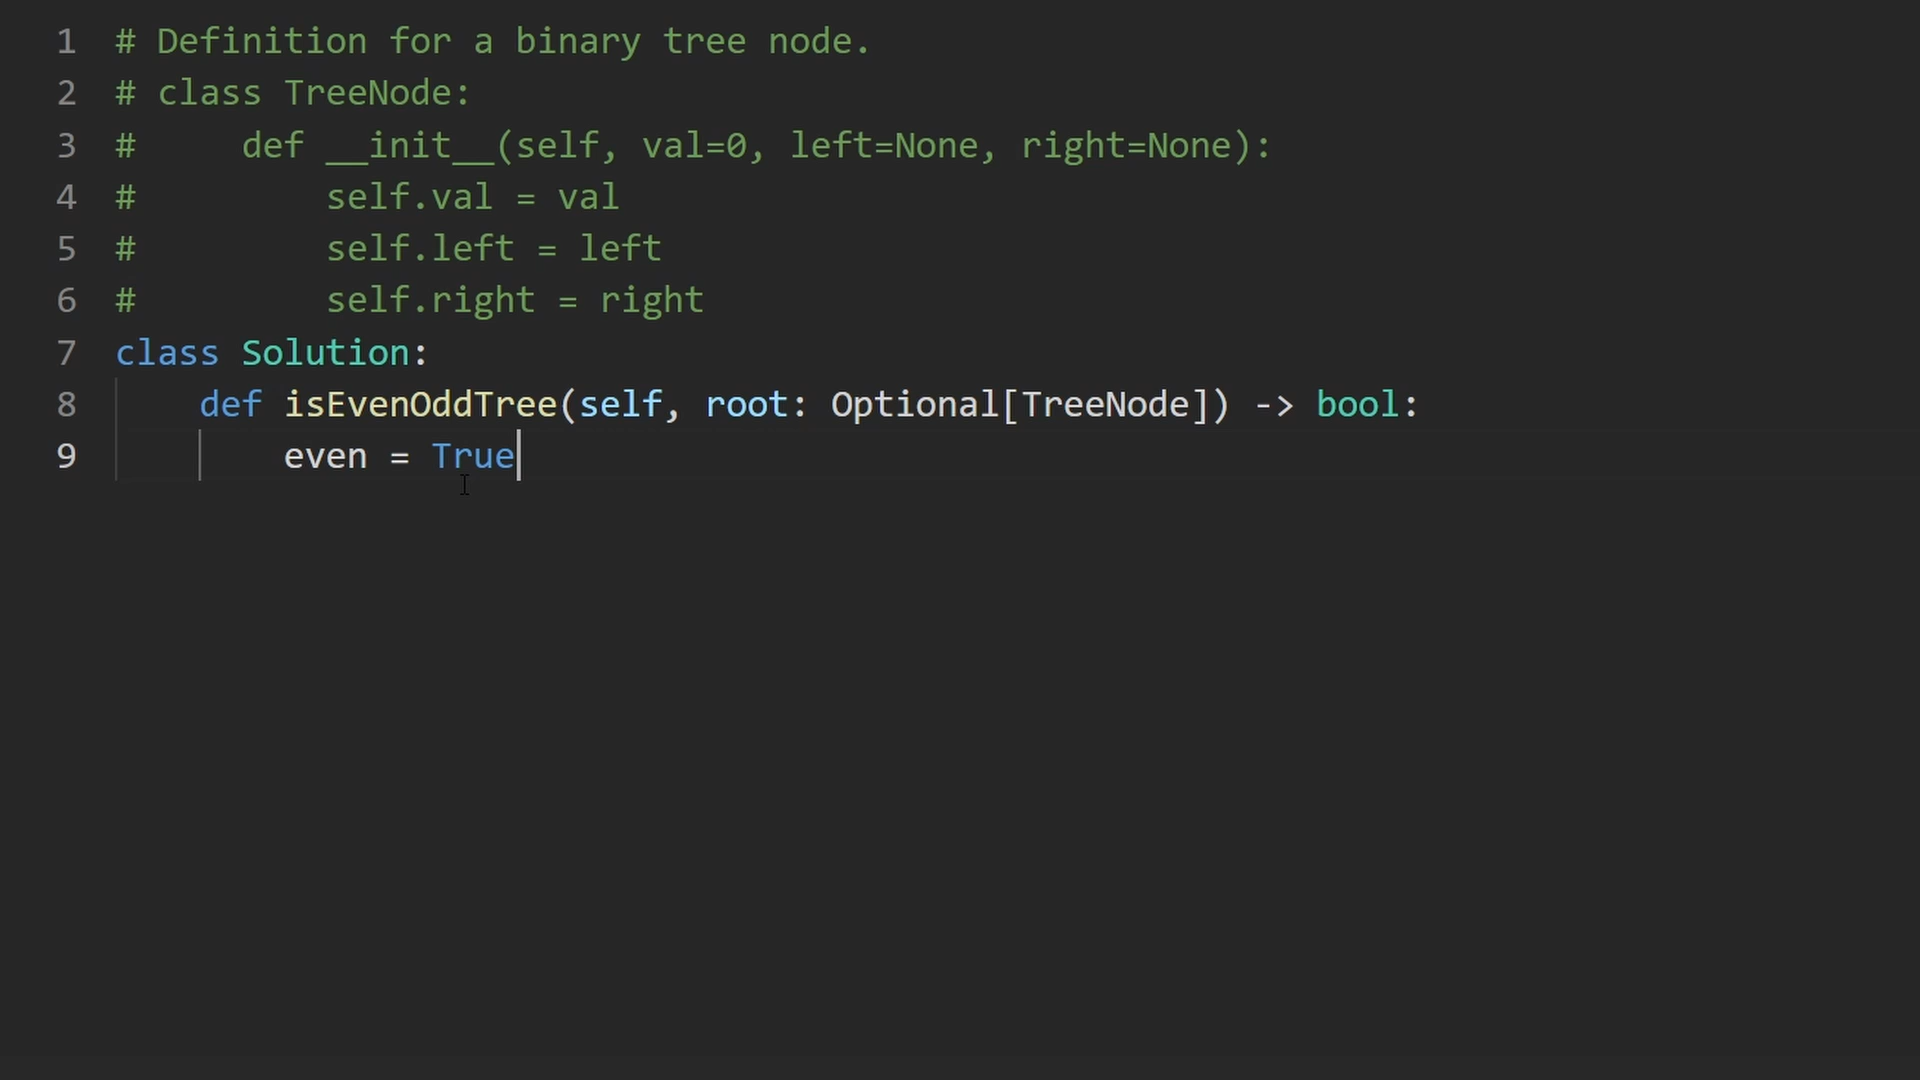 1 # Definition for a binary tree node.
2 # class TreeNode:
3 #     def __init__(self, val=0, left=None, right=None):
4 #         self.val = val
5 #         self.left = left
6 #         self.right = right
7 class Solution:
8     def isEvenOddTree(self, root: Optional[TreeNode]) -> bool:
9         even = True